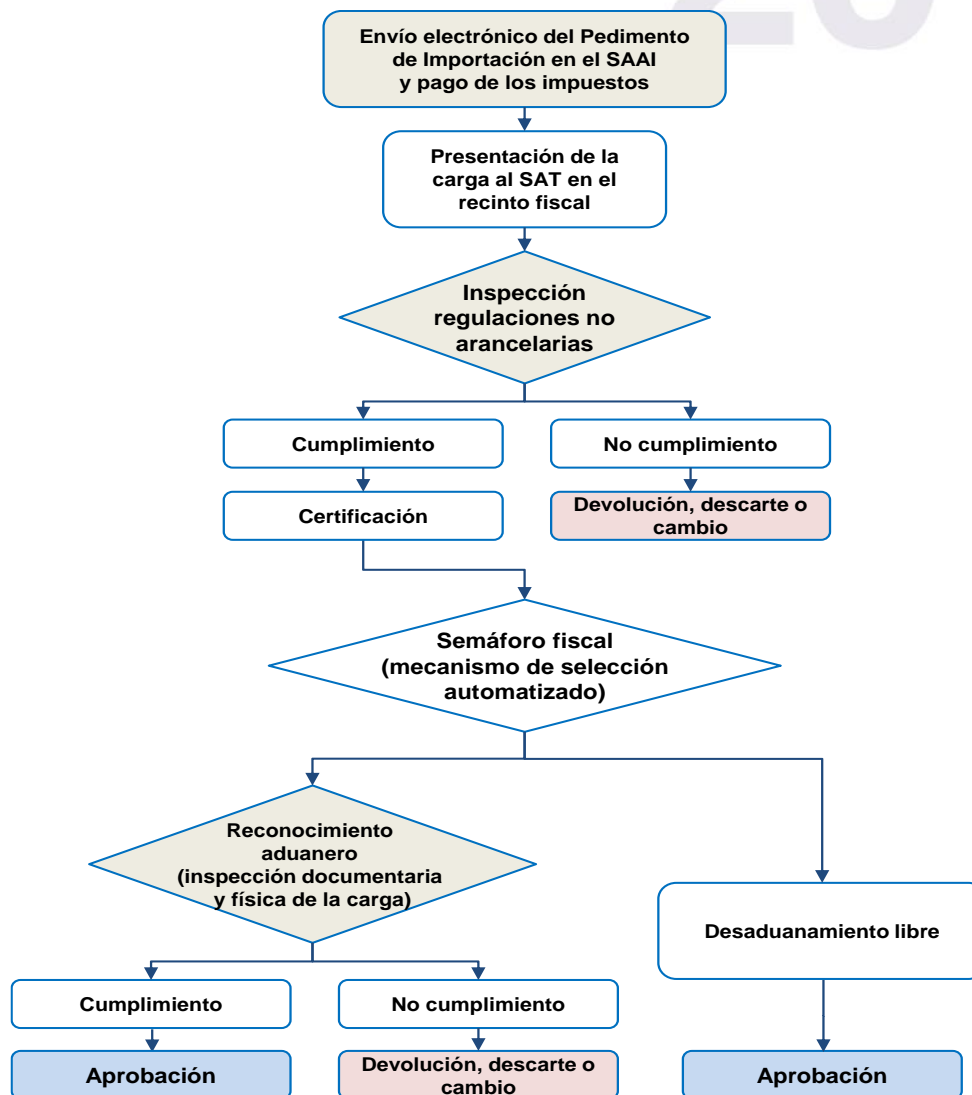 20
Envío electrónico del Pedimento
de Importación en el SAAI
y pago de los impuestos
Presentación de la
carga al SAT en el
recinto fiscal
Inspección
regulaciones no
arancelarias
Cumplimiento
No cumplimiento
Certificación
Devolución, descarte o
cambio
Semáforo fiscal
(mecanismo de selección
automatizado)
Reconocimiento
aduanero
(inspección documentaria
y física de la carga)
Desaduanamiento libre
Cumplimiento
No cumplimiento
Aprobación
Devolución, descarte o
cambio
Aprobación